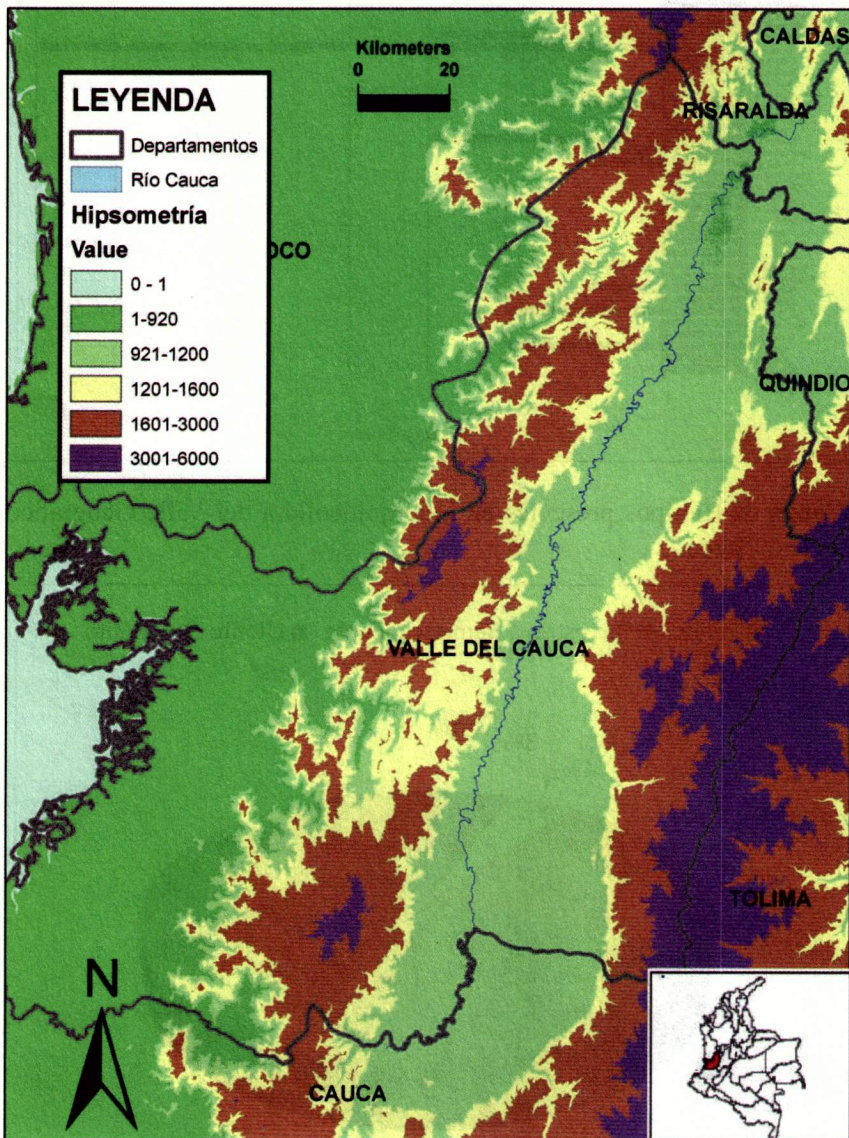 Kilometers
0 20
CALDAS
RISARALDA
LEYENDA
Departamentos
Río Cauca
Hipsometría
Value
0 - 1
1-920
921-1200
1201-1600
1601-3000
3001-6000
OCO
QUINDIO
VALLE DEL CAUCA
TOLIMA
N
CAUCA